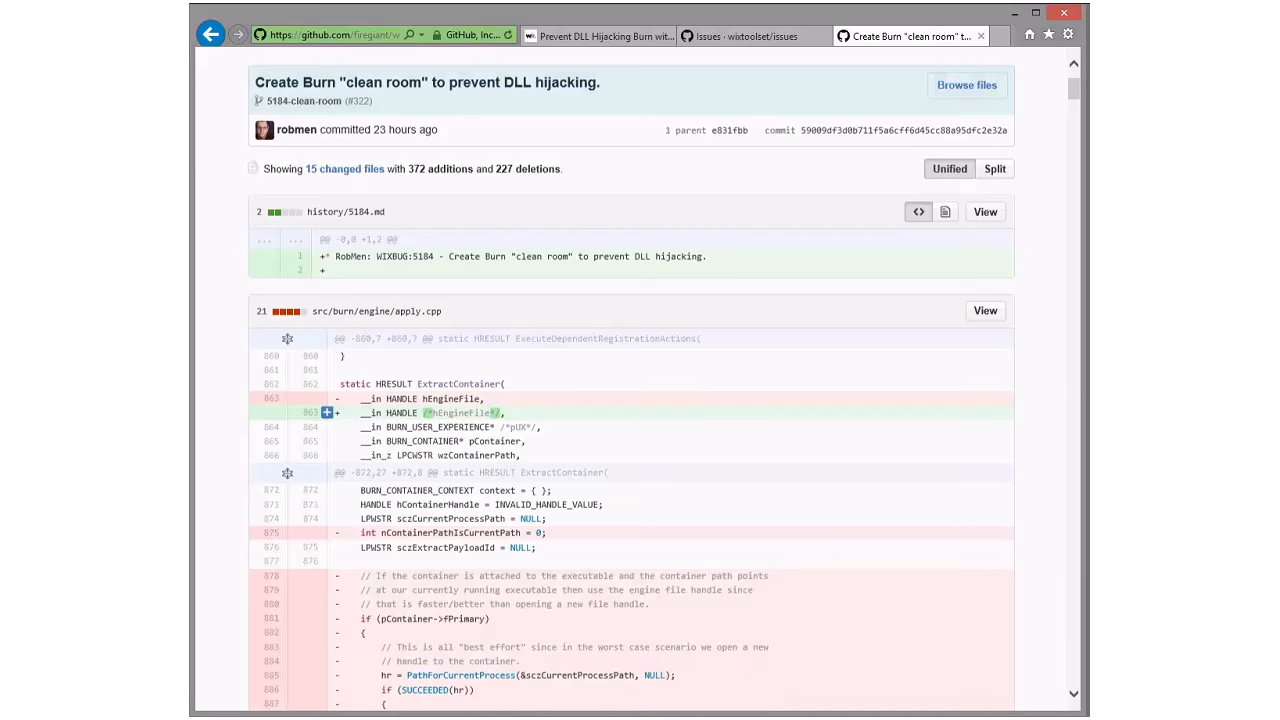 https://github.com/firegiant/w GitHub, Inc... Prevent DLL Hijacking Burn wit... Issues · wixtoolset/issues Create Burn "clean room" t...
Create Burn "clean room" to prevent DLL hijacking.
Browse files
5184-clean-room (#322)
robmen committed 23 hours ago 1 parent e831fbb commit 59009df3d0b711f5a6cff6d45cc88a95dfc2e32a
Showing 15 changed files with 372 additions and 227 deletions. Unified Split
2 history/5184.md <> View
... ... @@ -0,0 +1,2 @@
1 +* RobMen: WIXBUG:5184 - Create Burn "clean room" to prevent DLL hijacking.
2 +
21 src/burn/engine/apply.cpp View
@@ -860,7 +860,7 @@ static HRESULT ExecuteDependentRegistrationActions(
860 860 }
861 861
862 862 static HRESULT ExtractContainer(
863 - __in HANDLE hEngineFile,
863 + __in HANDLE /*hEngineFile*/,
864 864 __in BURN_USER_EXPERIENCE* /*pUX*/,
865 865 __in BURN_CONTAINER* pContainer,
866 866 __in_z LPCWSTR wzContainerPath,
@@ -872,27 +872,8 @@ static HRESULT ExtractContainer(
872 872 BURN_CONTAINER_CONTEXT context = { };
873 873 HANDLE hContainerHandle = INVALID_HANDLE_VALUE;
874 874 LPWSTR sczCurrentProcessPath = NULL;
875 - int nContainerPathIsCurrentPath = 0;
876 875 LPWSTR sczExtractPayloadId = NULL;
877 876
878 - // If the container is attached to the executable and the container path points
879 - // at our currently running executable then use the engine file handle since
880 - // that is faster/better than opening a new file handle.
881 - if (pContainer->fPrimary)
882 - {
883 - // This is all "best effort" since in the worst case scenario we open a new
884 - // handle to the container.
885 - hr = PathForCurrentProcess(&sczCurrentProcessPath, NULL);
886 - if (SUCCEEDED(hr))
887 - {